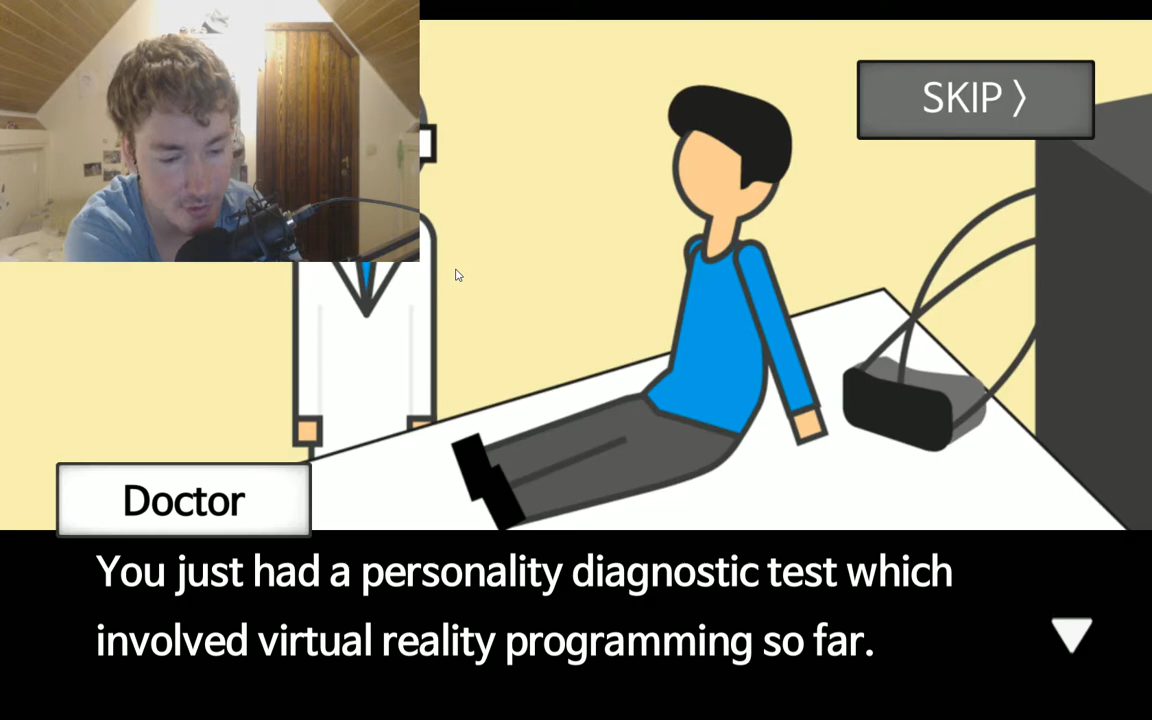 SKIP 〉
Doctor
You just had a personality diagnostic test which
involved virtual reality programming so far.